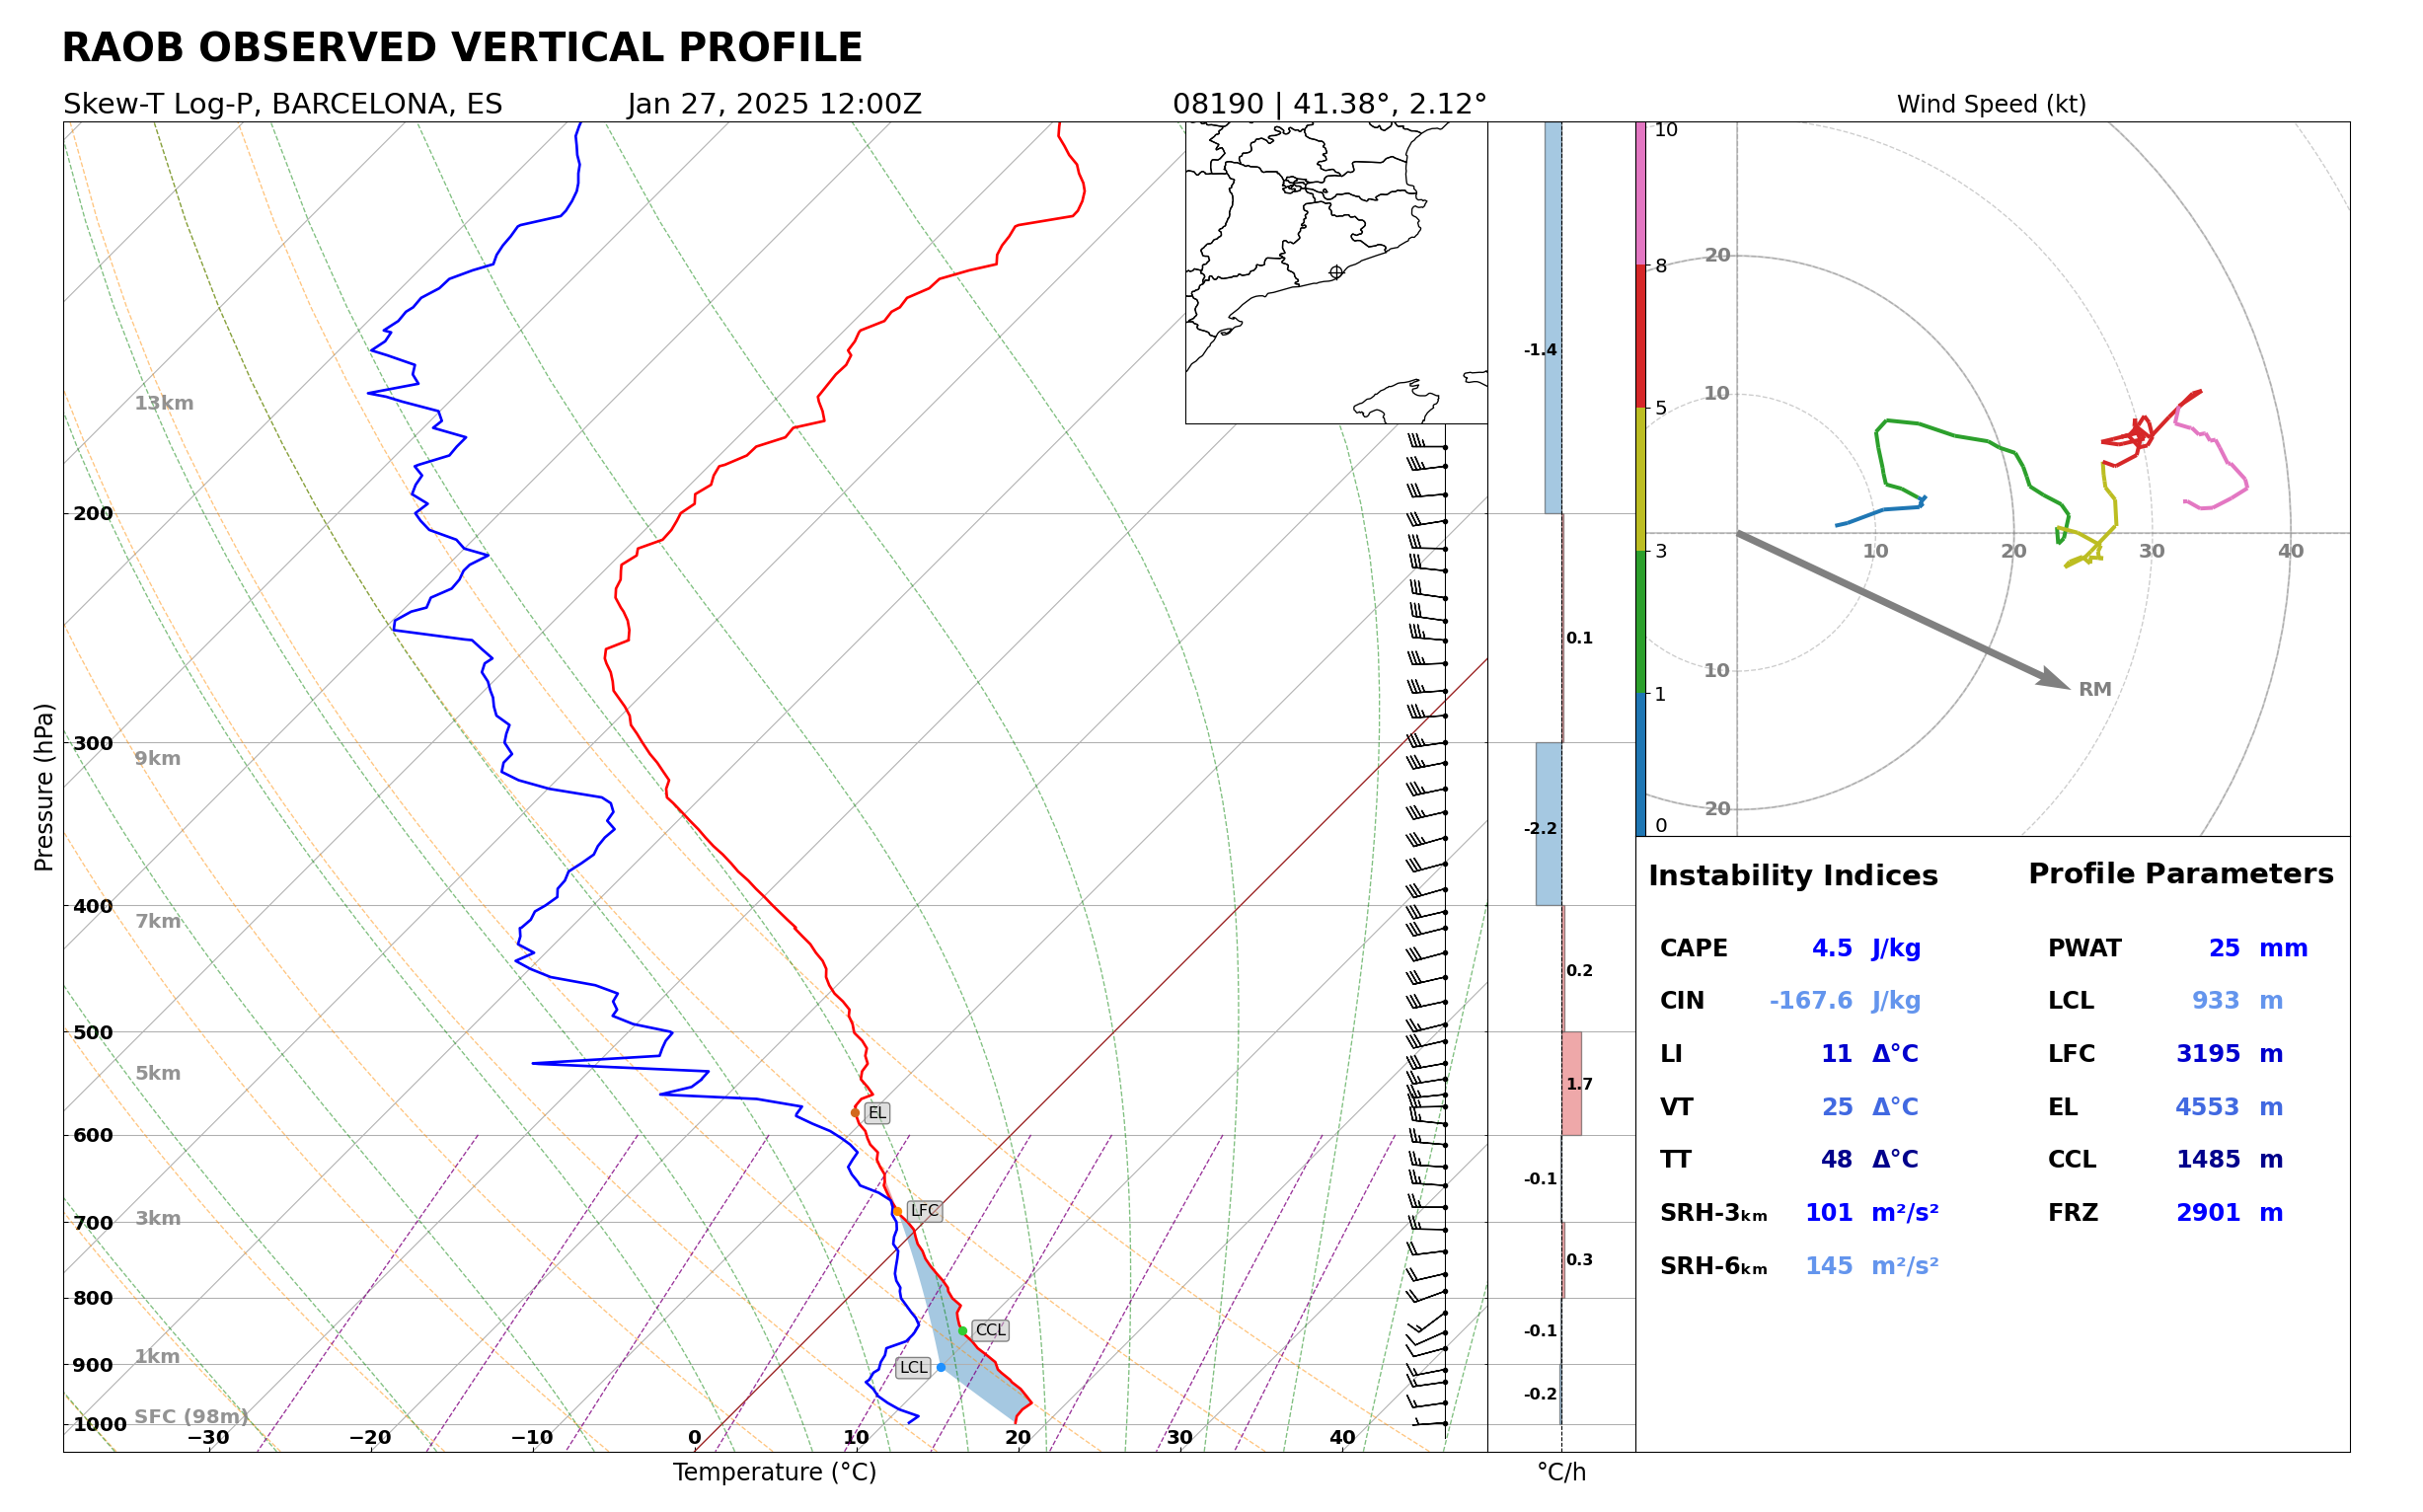 RAOB OBSERVED VERTICAL PROFILE
Skew-T Log-P, BARCELONA, ES Jan 27, 2025 12:00Z 08190 | 41.38°, 2.12° Wind Speed (kt)
Pressure (hPa)
200
300
400
500
600
700
800
900
1000
13km
9km
7km
5km
3km
1km
SFC (98m)
EL
LFC
CCL
LCL
−30 −20 −10 0 10 20 30 40
Temperature (°C)
-1.4
0.1
-2.2
0.2
1.7
-0.1
0.3
-0.1
-0.2
°C/h
10
8
5
3
1
0
20
10
10 20 30 40
10
20
RM
Instability Indices
CAPE 4.5 J/kg
CIN -167.6 J/kg
LI 11 Δ°C
VT 25 Δ°C
TT 48 Δ°C
SRH-3ₖₘ 101 m²/s²
SRH-6ₖₘ 145 m²/s²
Profile Parameters
PWAT 25 mm
LCL 933 m
LFC 3195 m
EL 4553 m
CCL 1485 m
FRZ 2901 m